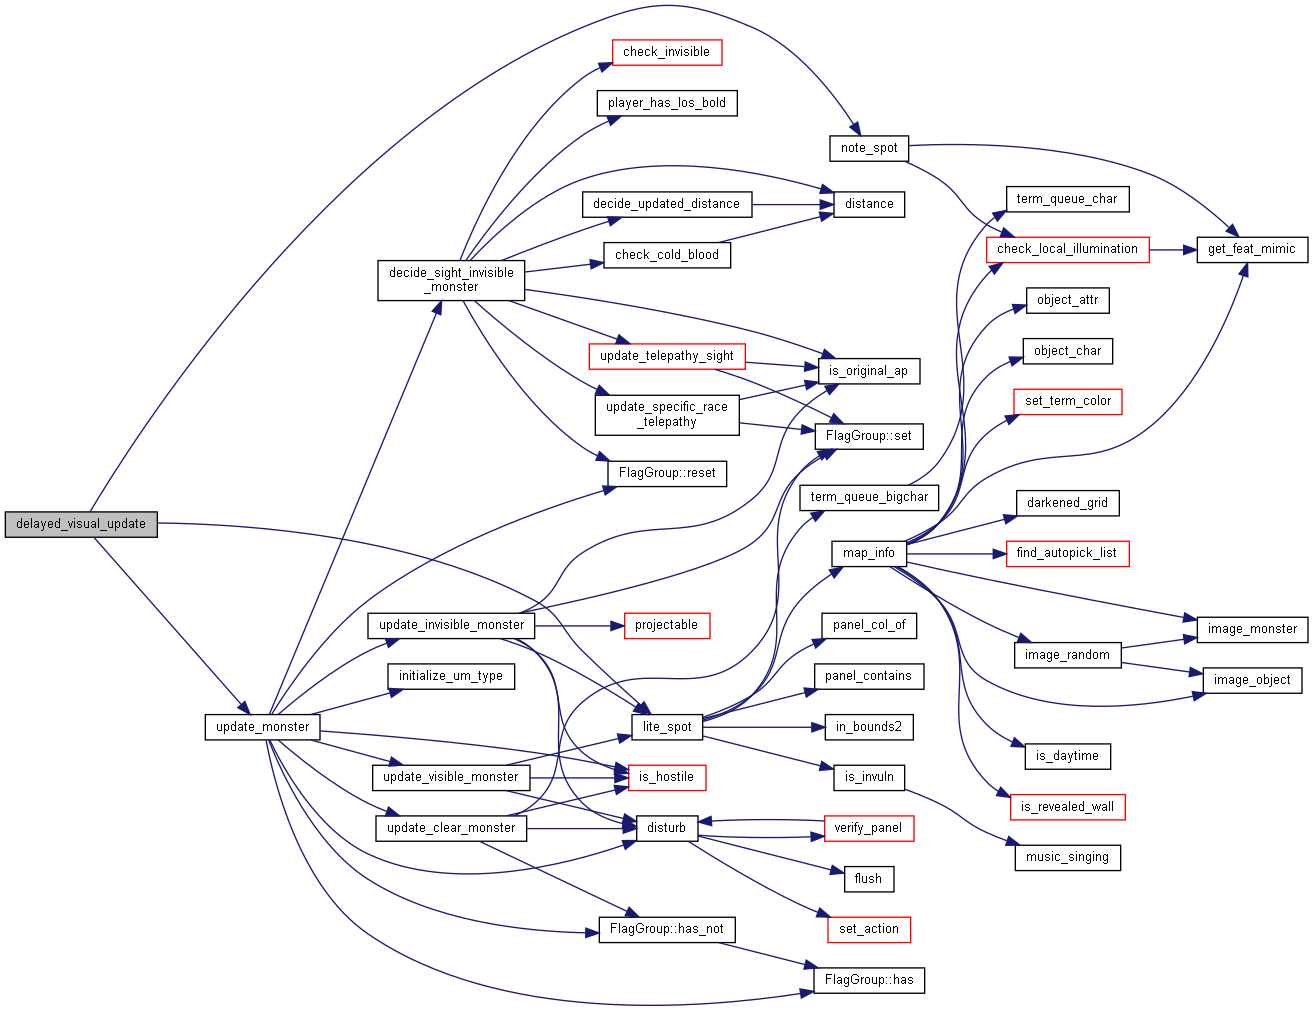 delayed_visual_update
update_monster
decide_sight_invisible
_monster
update_invisible_monster
initialize_um_type
update_visible_monster
update_clear_monster
check_invisible
player_has_los_bold
decide_updated_distance
check_cold_blood
update_telepathy_sight
update_specific_race
_telepathy
FlagGroup::reset
projectable
lite_spot
is_hostile
disturb
FlagGroup::has_not
note_spot
distance
is_original_ap
FlagGroup::set
term_queue_bigchar
map_info
panel_col_of
panel_contains
in_bounds2
is_invuln
verify_panel
flush
set_action
FlagGroup::has
term_queue_char
check_local_illumination
object_attr
object_char
set_term_color
darkened_grid
find_autopick_list
image_random
is_daytime
is_revealed_wall
music_singing
get_feat_mimic
image_monster
image_object